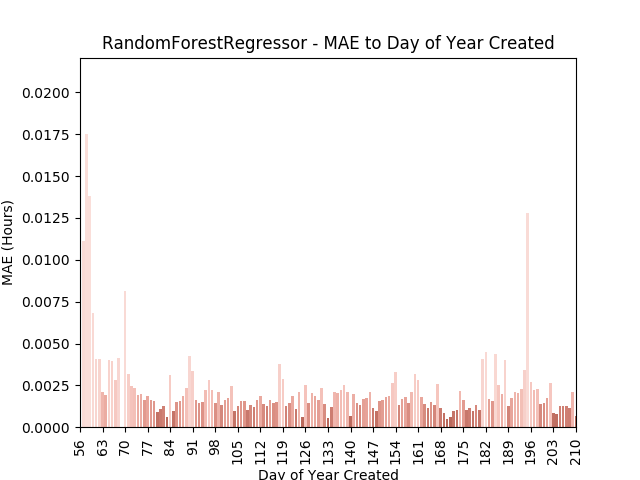 RandomForestRegressor - MAE to Day of Year Created
0.0200
0.0175
0.0150
0.0125
0.0100
0.0075
0.0050
0.0025
0.0000
MAE (Hours)
56 63 70 77 84 91 98 105 112 119 126 133 140 147 154 161 168 175 182 189 196 203 210
Day of Year Created